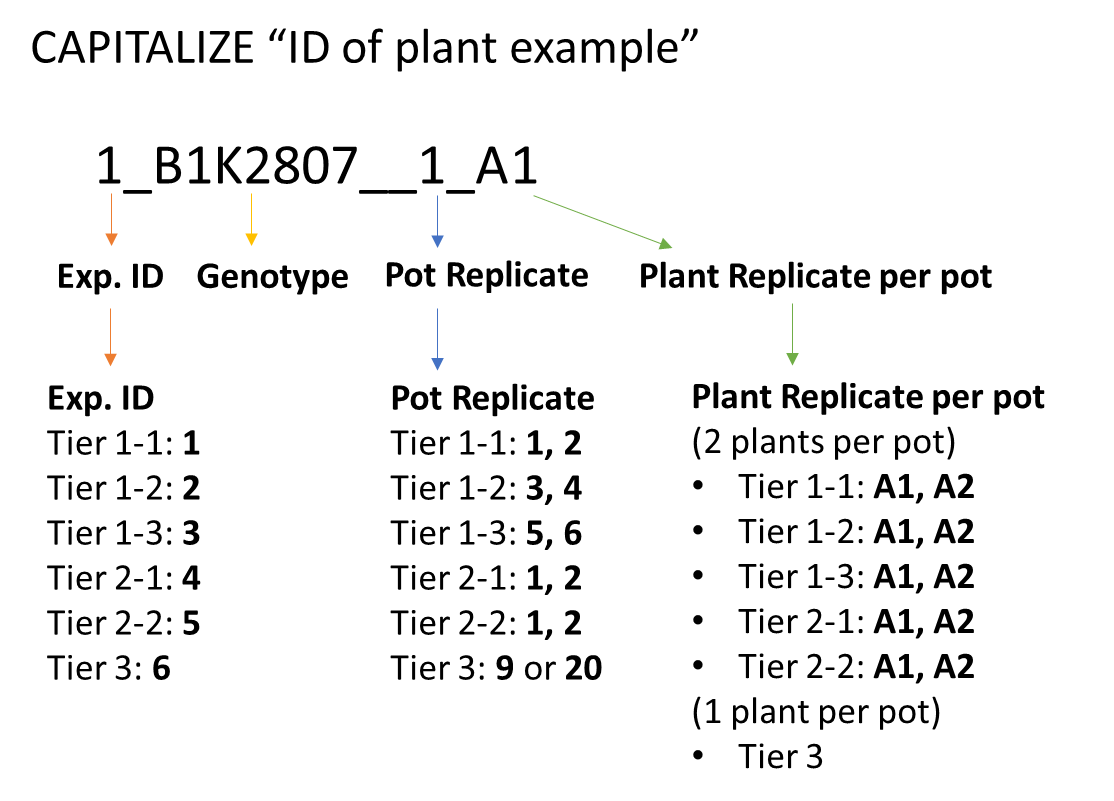 CAPITALIZE “ID of plant example”
1_B1K2807__1_A1
Exp. ID
Genotype
Pot Replicate
Plant Replicate per pot
Exp. ID
Tier 1-1: 1
Tier 1-2: 2
Tier 1-3: 3
Tier 2-1: 4
Tier 2-2: 5
Tier 3: 6
Pot Replicate
Tier 1-1: 1, 2
Tier 1-2: 3, 4
Tier 1-3: 5, 6
Tier 2-1: 1, 2
Tier 2-2: 1, 2
Tier 3: 9 or 20
Plant Replicate per pot
(2 plants per pot)
• Tier 1-1: A1, A2
• Tier 1-2: A1, A2
• Tier 1-3: A1, A2
• Tier 2-1: A1, A2
• Tier 2-2: A1, A2
(1 plant per pot)
• Tier 3